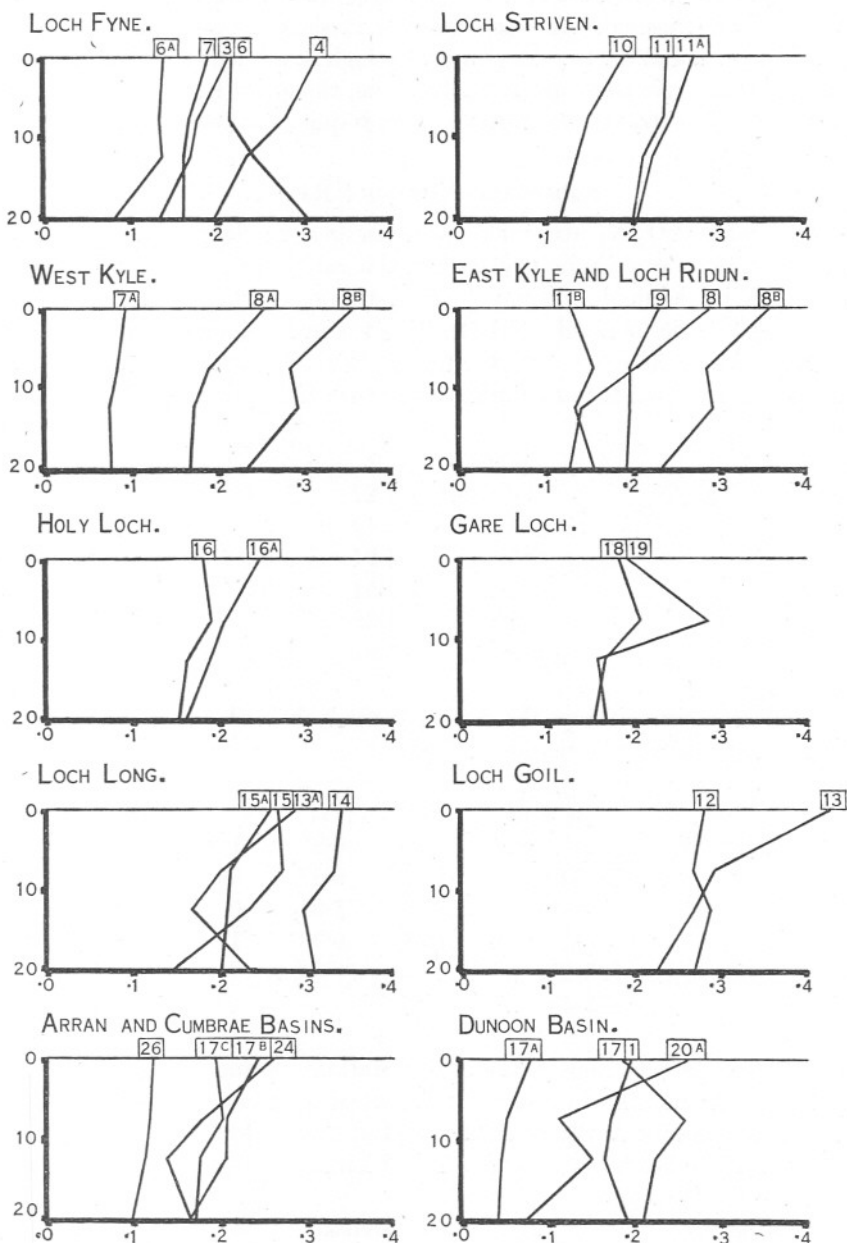 LOCH FYNE.
6A 7 3 6 4
0
10
20
.0 .1 .2 .3 .4
LOCH STRIVEN.
10 11 11A
0
10
20
.0 .1 .2 .3 .4
WEST KYLE.
7A 8A 8B
0
10
20
.0 .1 .2 .3 .4
EAST KYLE AND LOCH RIDUN.
11B 9 8 8B
0
10
20
.0 .1 .2 .3 .4
HOLY LOCH.
16 16A
0
10
20
.0 .1 .2 .3 .4
GARE LOCH.
18 19
0
10
20
.0 .1 .2 .3 .4
LOCH LONG.
15A 15 13A 14
0
10
20
.0 .1 .2 .3 .4
LOCH GOIL.
12 13
0
10
20
.0 .1 .2 .3 .4
ARRAN AND CUMBRAE BASINS.
26 17C 17B 24
0
10
20
.0 .1 .2 .3 .4
DUNOON BASIN.
17A 17 1 20A
0
10
20
.0 .1 .2 .3 .4